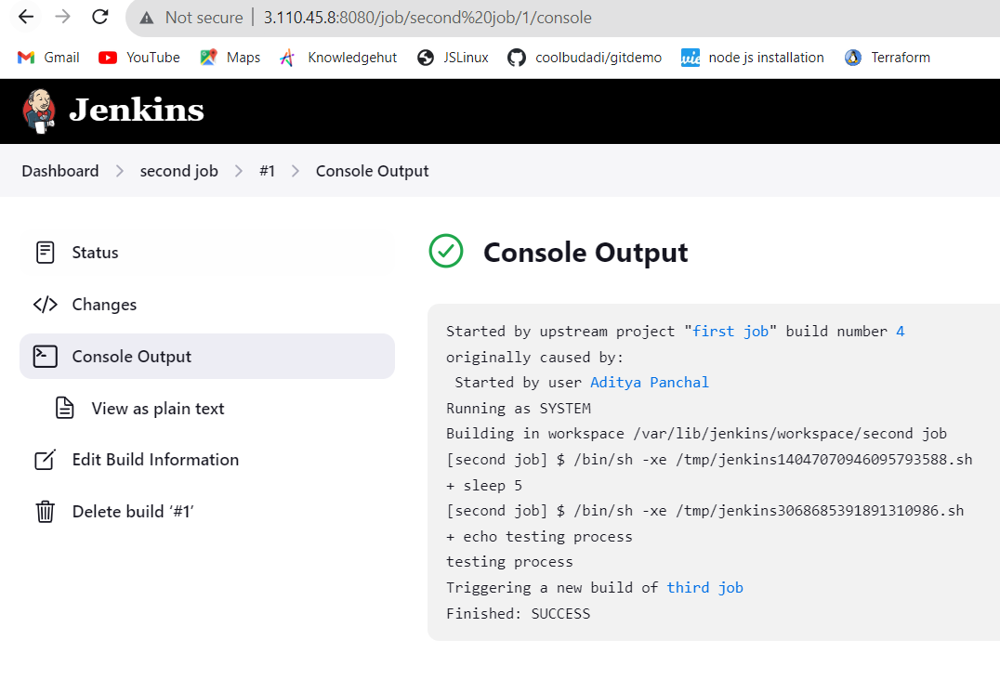 Not secure | 3.110.45.8:8080/job/second%20job/1/console
Gmail YouTube Maps Knowledgehut JSLinux coolbudadi/gitdemo node js installation Terraform
Jenkins
Dashboard > second job > #1 > Console Output
Status
Changes
Console Output
View as plain text
Edit Build Information
Delete build ‘#1’
Console Output
Started by upstream project "first job" build number 4
originally caused by:
Started by user Aditya Panchal
Running as SYSTEM
Building in workspace /var/lib/jenkins/workspace/second job
[second job] $ /bin/sh -xe /tmp/jenkins14047070946095793588.sh
+ sleep 5
[second job] $ /bin/sh -xe /tmp/jenkins3068685391891310986.sh
+ echo testing process
testing process
Triggering a new build of third job
Finished: SUCCESS